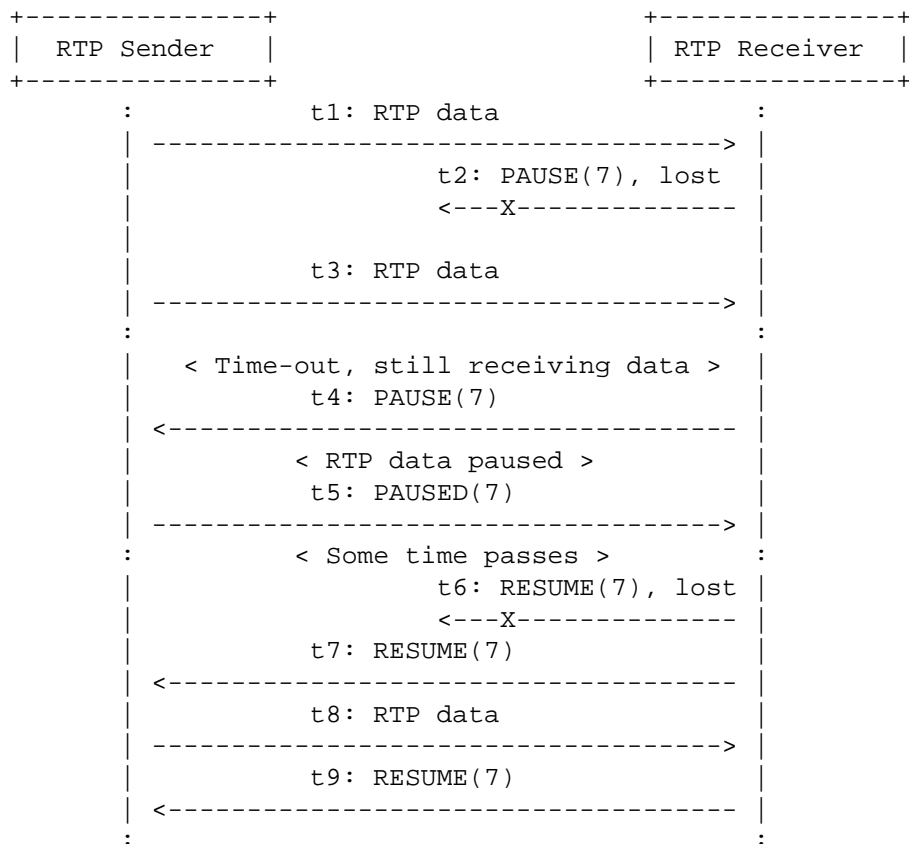 RTP Sender RTP Receiver
t1: RTP data
t2: PAUSE(7), lost
t3: RTP data
< Time-out, still receiving data >
t4: PAUSE(7)
< RTP data paused >
t5: PAUSED(7)
< Some time passes >
t6: RESUME(7), lost
t7: RESUME(7)
t8: RTP data
t9: RESUME(7)